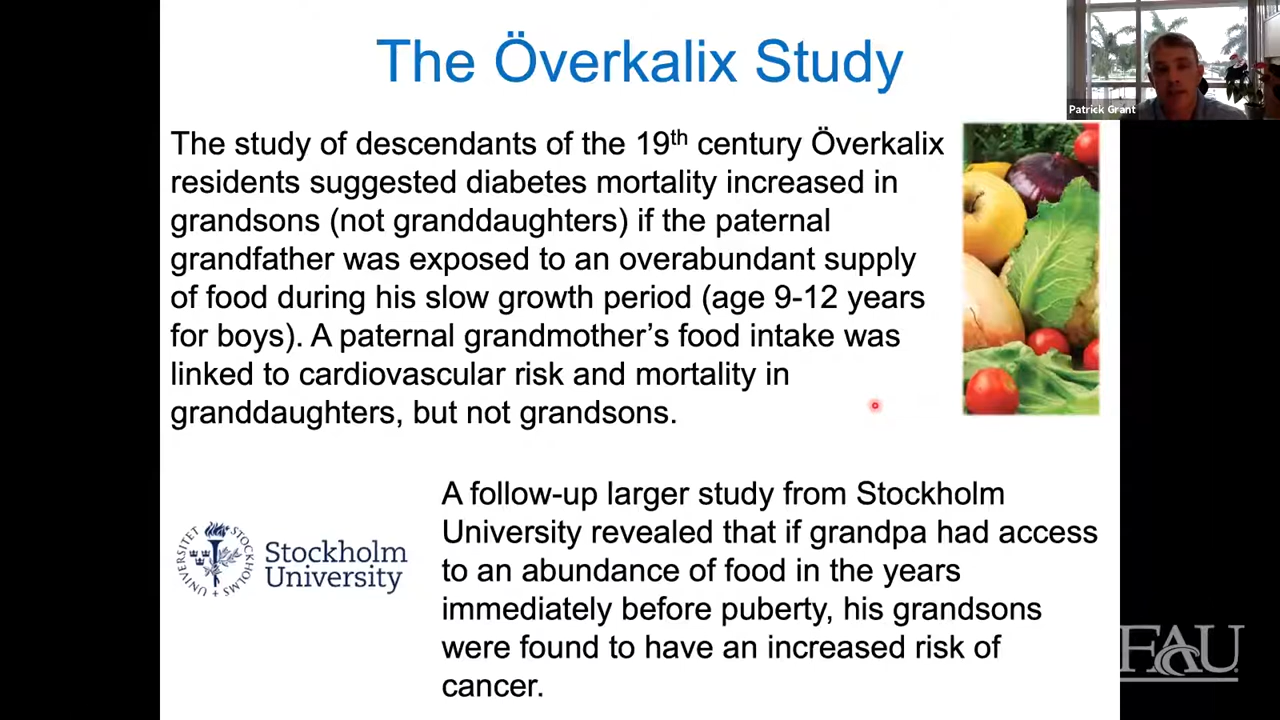 The Överkalix Study
Patrick Grant
The study of descendants of the 19th century Överkalix
residents suggested diabetes mortality increased in
grandsons (not granddaughters) if the paternal
grandfather was exposed to an overabundant supply
of food during his slow growth period (age 9-12 years
for boys). A paternal grandmother’s food intake was
linked to cardiovascular risk and mortality in
granddaughters, but not grandsons.
A follow-up larger study from Stockholm
University revealed that if grandpa had access
to an abundance of food in the years
immediately before puberty, his grandsons
were found to have an increased risk of
cancer.
STOCKHOLMS UNIVERSITET
Stockholm
University
FAU